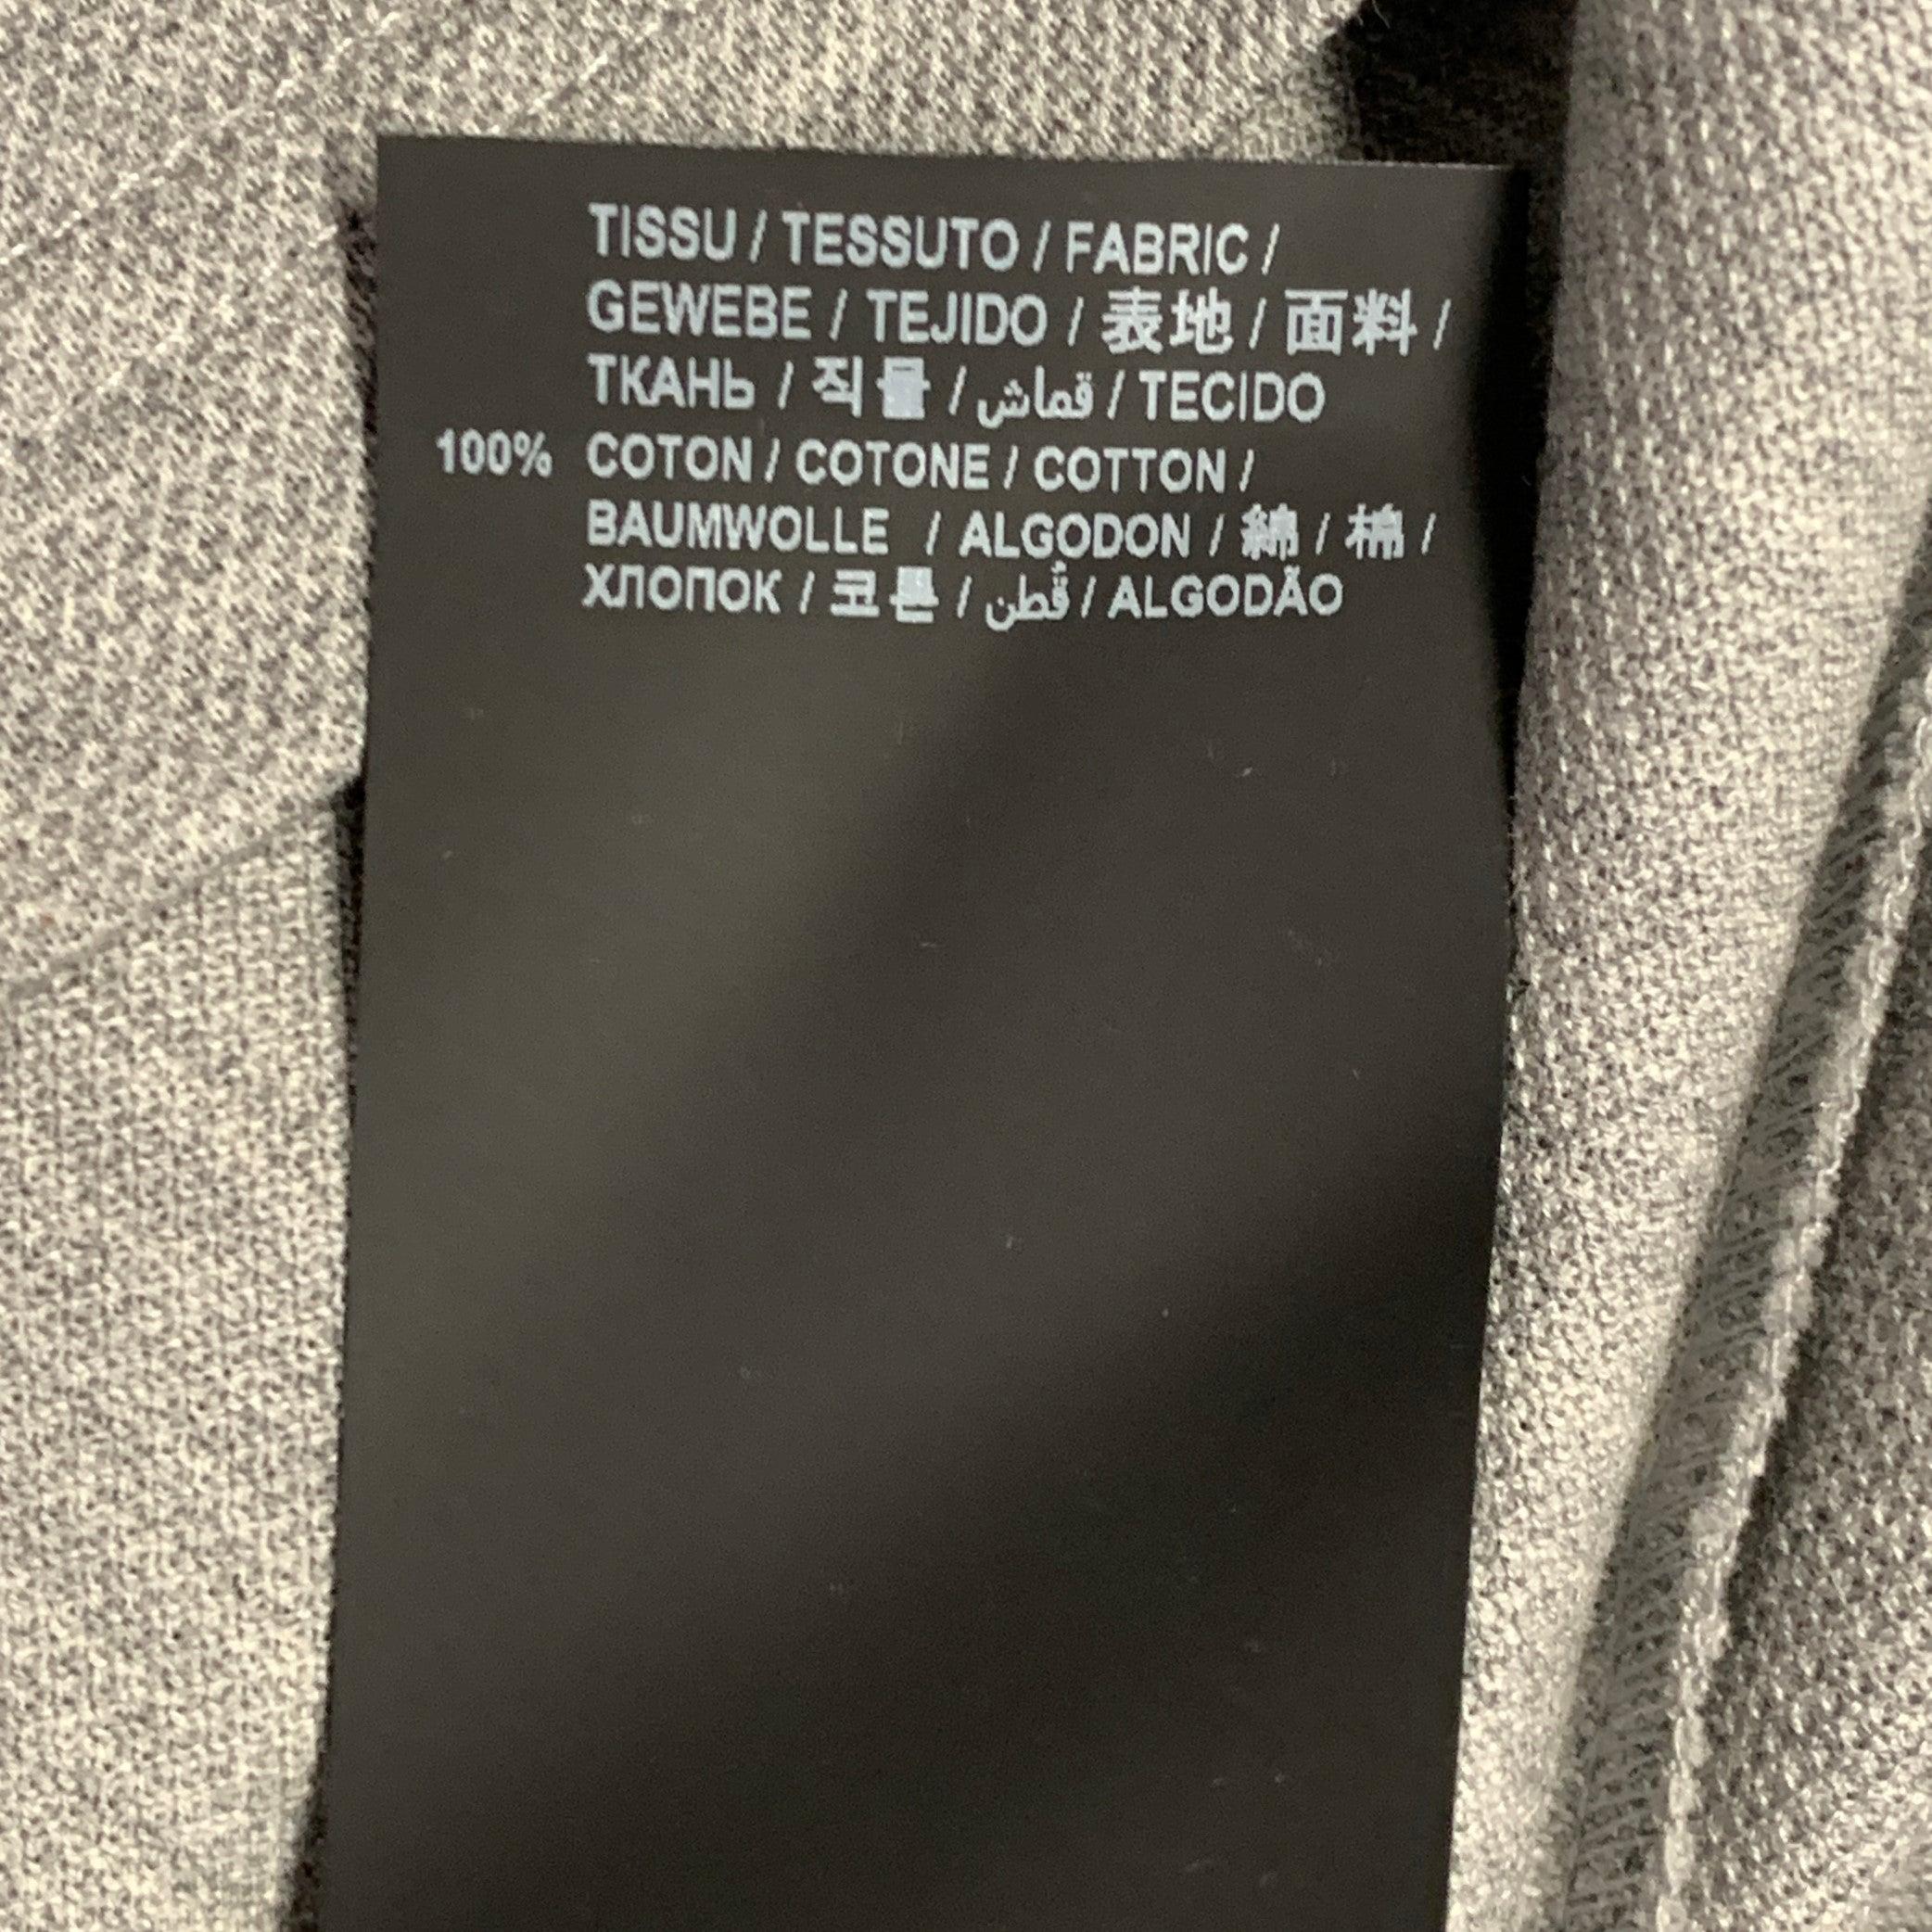 TISSU / TESSUTO / FABRIC /
GEWEBE / TEJIDO / 表地 / 面料 /
ТКАНЬ / 직물 / قماش / TECIDO
100% COTON / COTONE / COTTON /
BAUMWOLLE / ALGODON / 綿 / 棉 /
ХЛОПОК / 코튼 / قُطن / ALGODÃO